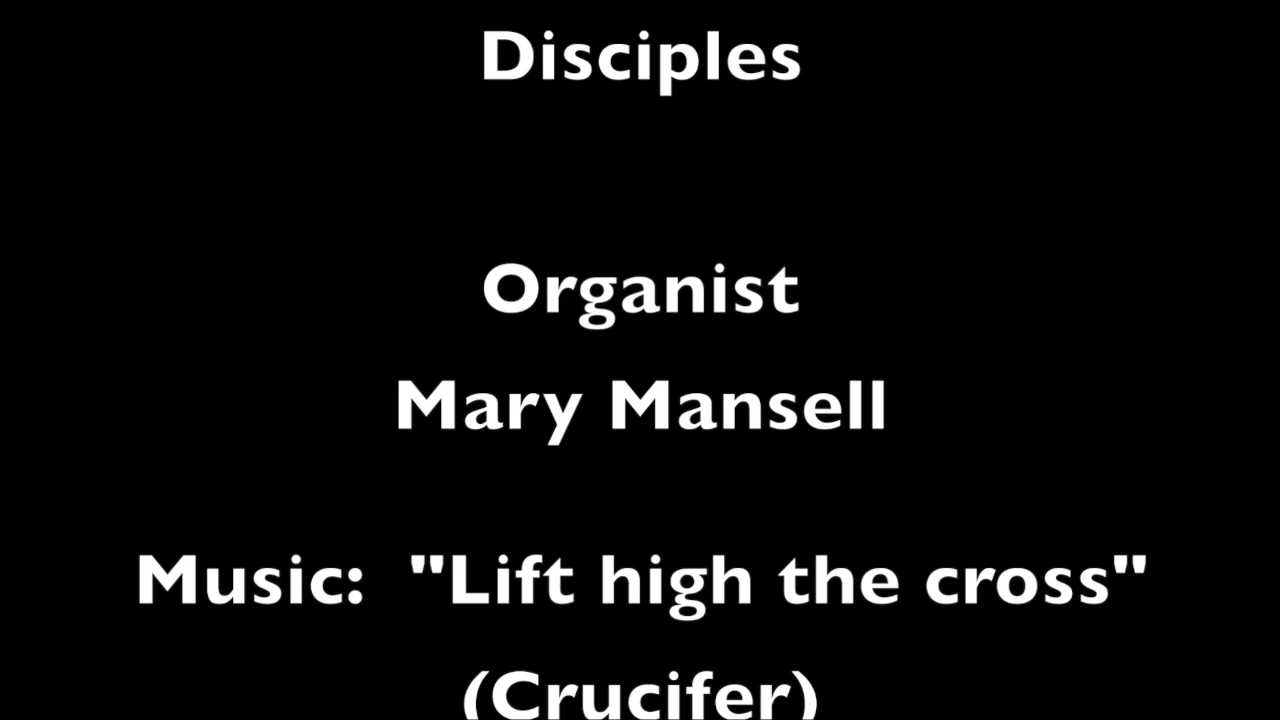 Disciples
Organist
Mary Mansell
Music:  "Lift high the cross"
(Crucifer)